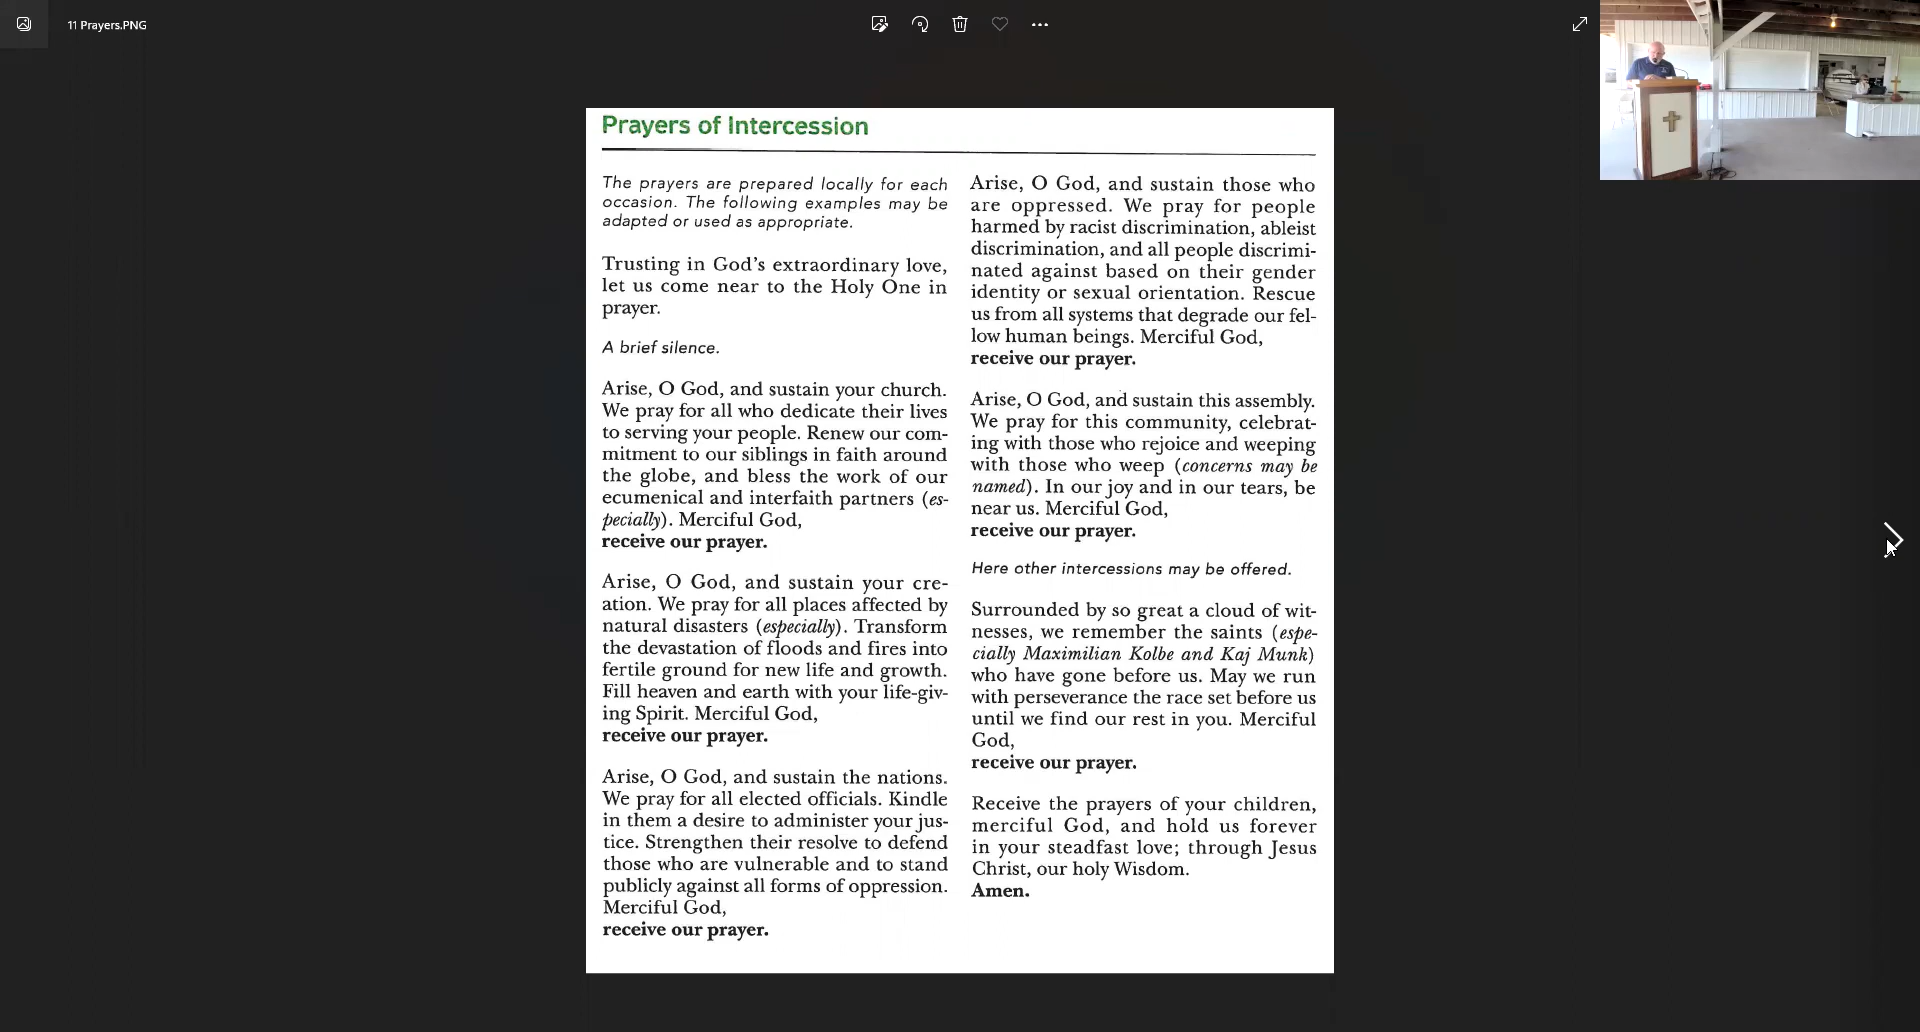 11 Prayers.PNG
Prayers of Intercession
The prayers are prepared locally for each
occasion. The following examples may be
adapted or used as appropriate.
Trusting in God's extraordinary love,
let us come near to the Holy One in
prayer.
A brief silence.
Arise, O God, and sustain your church.
We pray for all who dedicate their lives
to serving your people. Renew our com-
mitment to our siblings in faith around
the globe, and bless the work of our
ecumenical and interfaith partners (es-
pecially). Merciful God,
receive our prayer.
Arise, O God, and sustain your cre-
ation. We pray for all places affected by
natural disasters (especially). Transform
the devastation of floods and fires into
fertile ground for new life and growth.
Fill heaven and earth with your life-giv-
ing Spirit. Merciful God,
receive our prayer.
Arise, O God, and sustain the nations.
We pray for all elected officials. Kindle
in them a desire to administer your jus-
tice. Strengthen their resolve to defend
those who are vulnerable and to stand
publicly against all forms of oppression.
Merciful God,
receive our prayer.
Arise, O God, and sustain those who
are oppressed. We pray for people
harmed by racist discrimination, ableist
discrimination, and all people discrimi-
nated against based on their gender
identity or sexual orientation. Rescue
us from all systems that degrade our fel-
low human beings. Merciful God,
receive our prayer.
Arise, O God, and sustain this assembly.
We pray for this community, celebrat-
ing with those who rejoice and weeping
with those who weep (concerns may be
named). In our joy and in our tears, be
near us. Merciful God,
receive our prayer.
Here other intercessions may be offered.
Surrounded by so great a cloud of wit-
nesses, we remember the saints (espe-
cially Maximilian Kolbe and Kaj Munk)
who have gone before us. May we run
with perseverance the race set before us
until we find our rest in you. Merciful
God,
receive our prayer.
Receive the prayers of your children,
merciful God, and hold us forever
in your steadfast love; through Jesus
Christ, our holy Wisdom.
Amen.